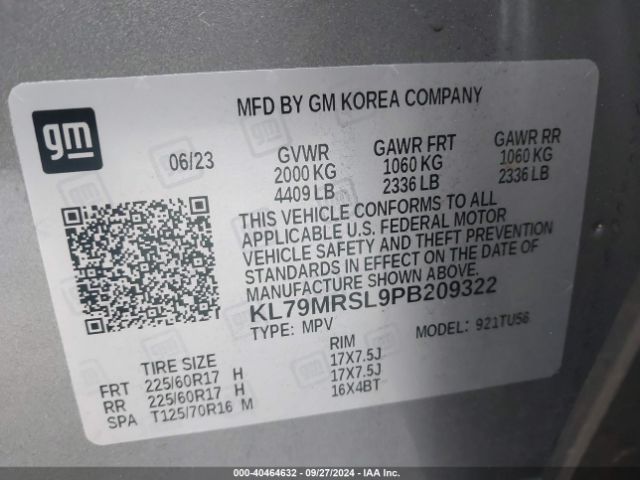 gm
MFD BY GM KOREA COMPANY
06/23 GVWR GAWR FRT GAWR RR
2000 KG 1060 KG 1060 KG
4409 LB 2336 LB 2336 LB
THIS VEHICLE CONFORMS TO ALL
APPLICABLE U.S. FEDERAL MOTOR
VEHICLE SAFETY AND THEFT PREVENTION
STANDARDS IN EFFECT ON THE DATE OF
MANUFACTURE SHOWN ABOVE.
KL79MRSL9PB209322
TYPE: MPV MODEL: 921TU56
TIRE SIZE RIM
FRT 225/60R17 H 17X7.5J
RR 225/60R17 H 17X7.5J
SPA T125/70R16 M 16X4BT
000-40464632 - 09/27/2024 - IAA Inc.